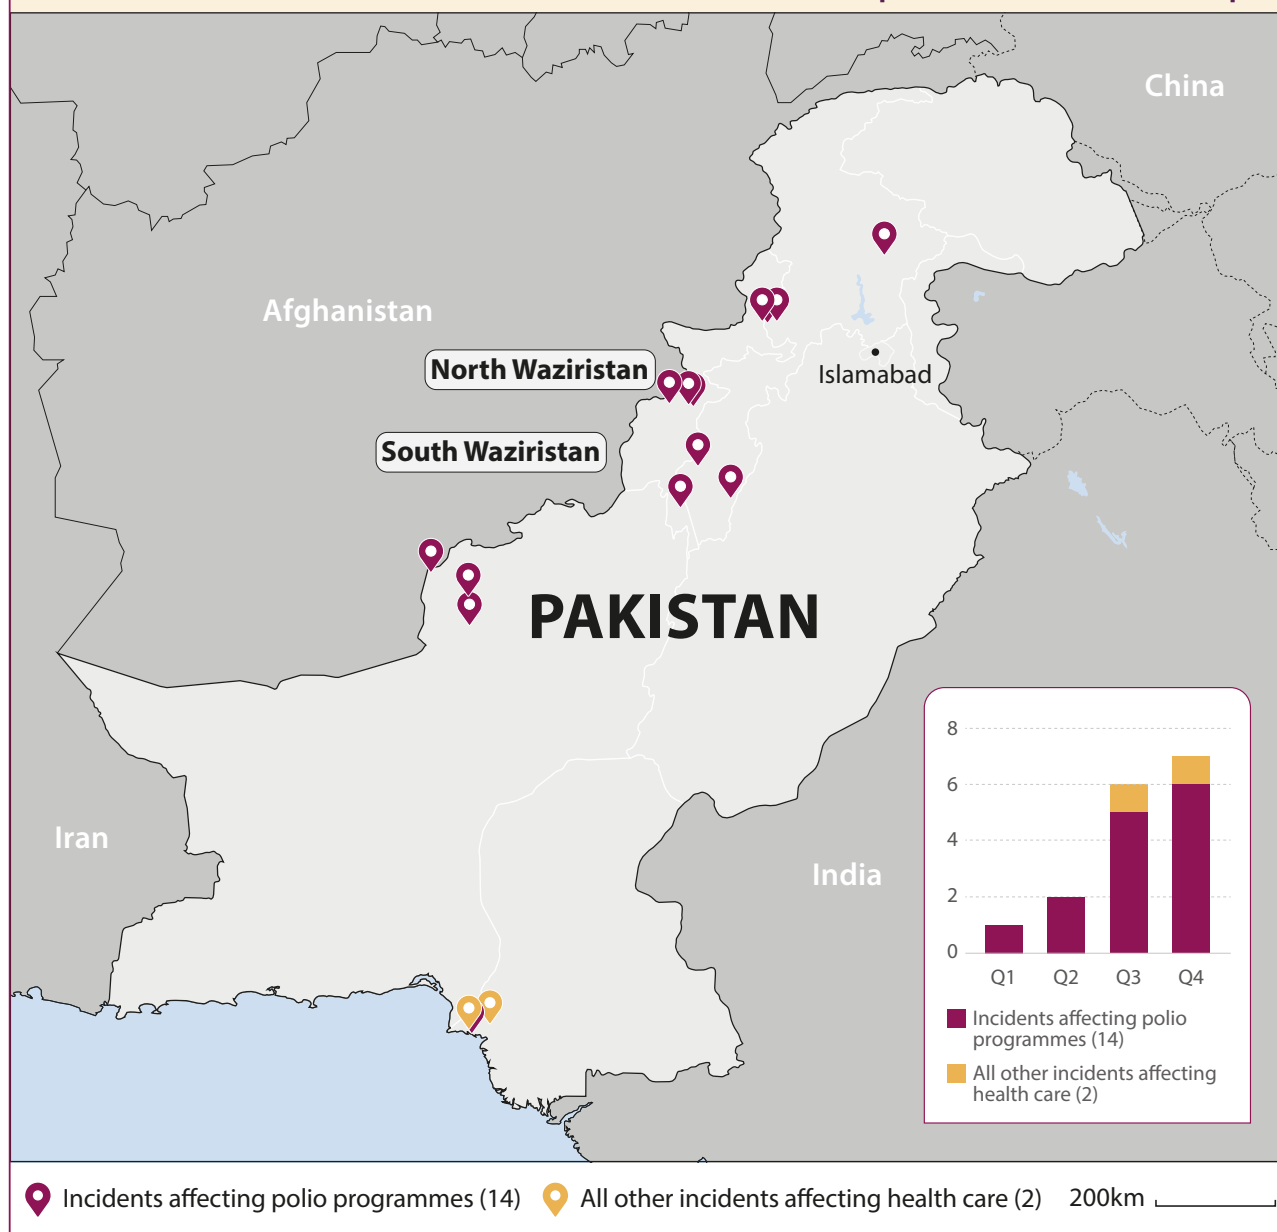 China
Afghanistan
North Waziristan
Islamabad
South Waziristan
PAKISTAN
Iran
India
8
6
4
2
0
Q1 Q2 Q3 Q4
Incidents affecting polio
programmes (14)
All other incidents affecting
health care (2)
Incidents affecting polio programmes (14) All other incidents affecting health care (2) 200km